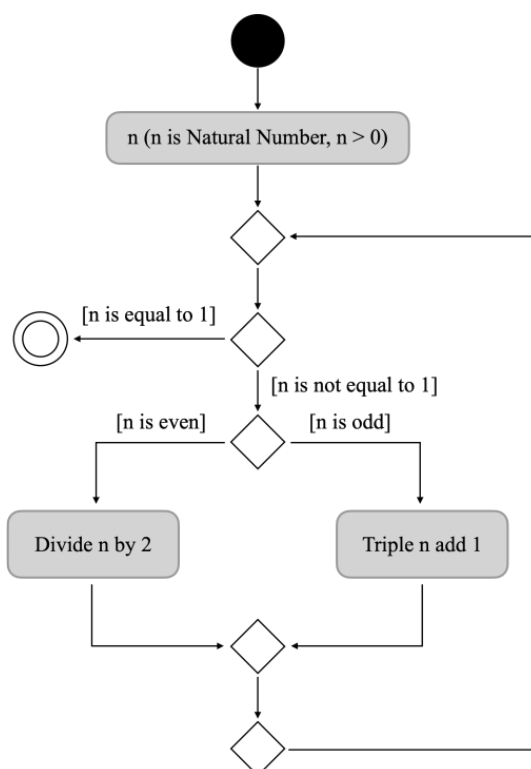 n (n is Natural Number, n > 0)
[n is equal to 1]
[n is not equal to 1]
[n is even]
[n is odd]
Divide n by 2
Triple n add 1